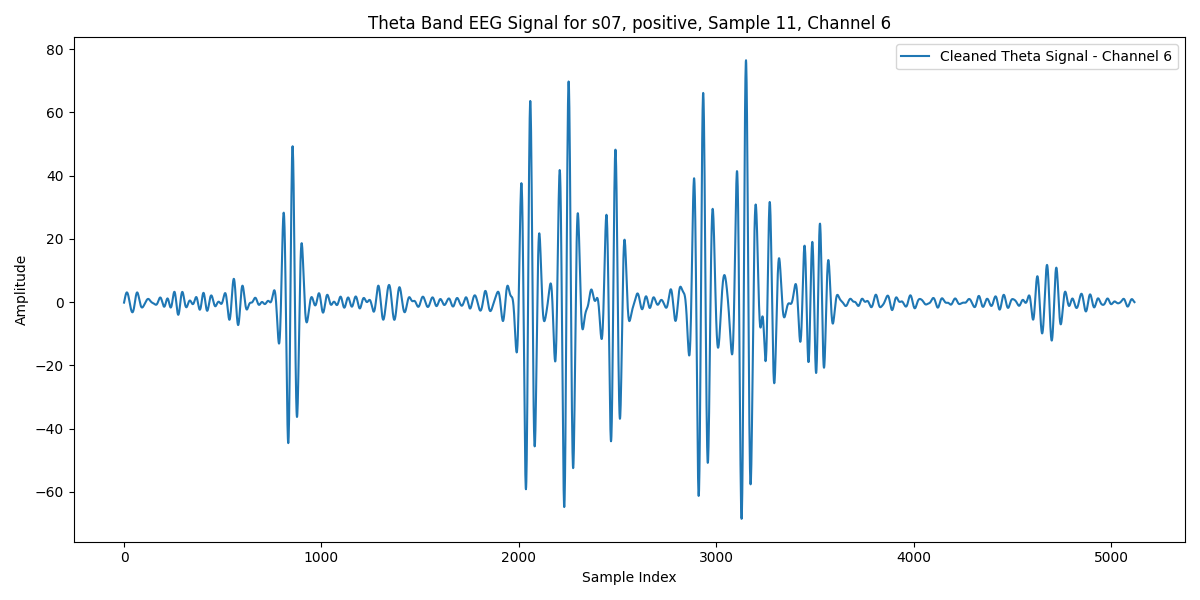 Theta Band EEG Signal for s07, positive, Sample 11, Channel 6
Cleaned Theta Signal - Channel 6
Amplitude
80
60
40
20
0
−20
−40
−60
0 1000 2000 3000 4000 5000
Sample Index